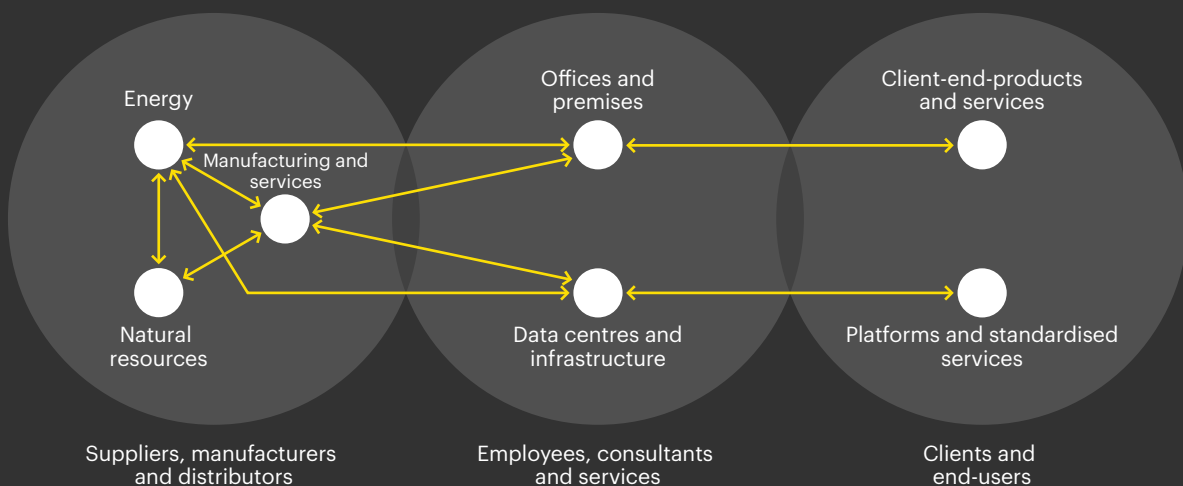 Energy
Manufacturing and
services
Natural
resources
Suppliers, manufacturers
and distributors
Offices and
premises
Data centres and
infrastructure
Employees, consultants
and services
Client-end-products
and services
Platforms and standardised
services
Clients and
end-users